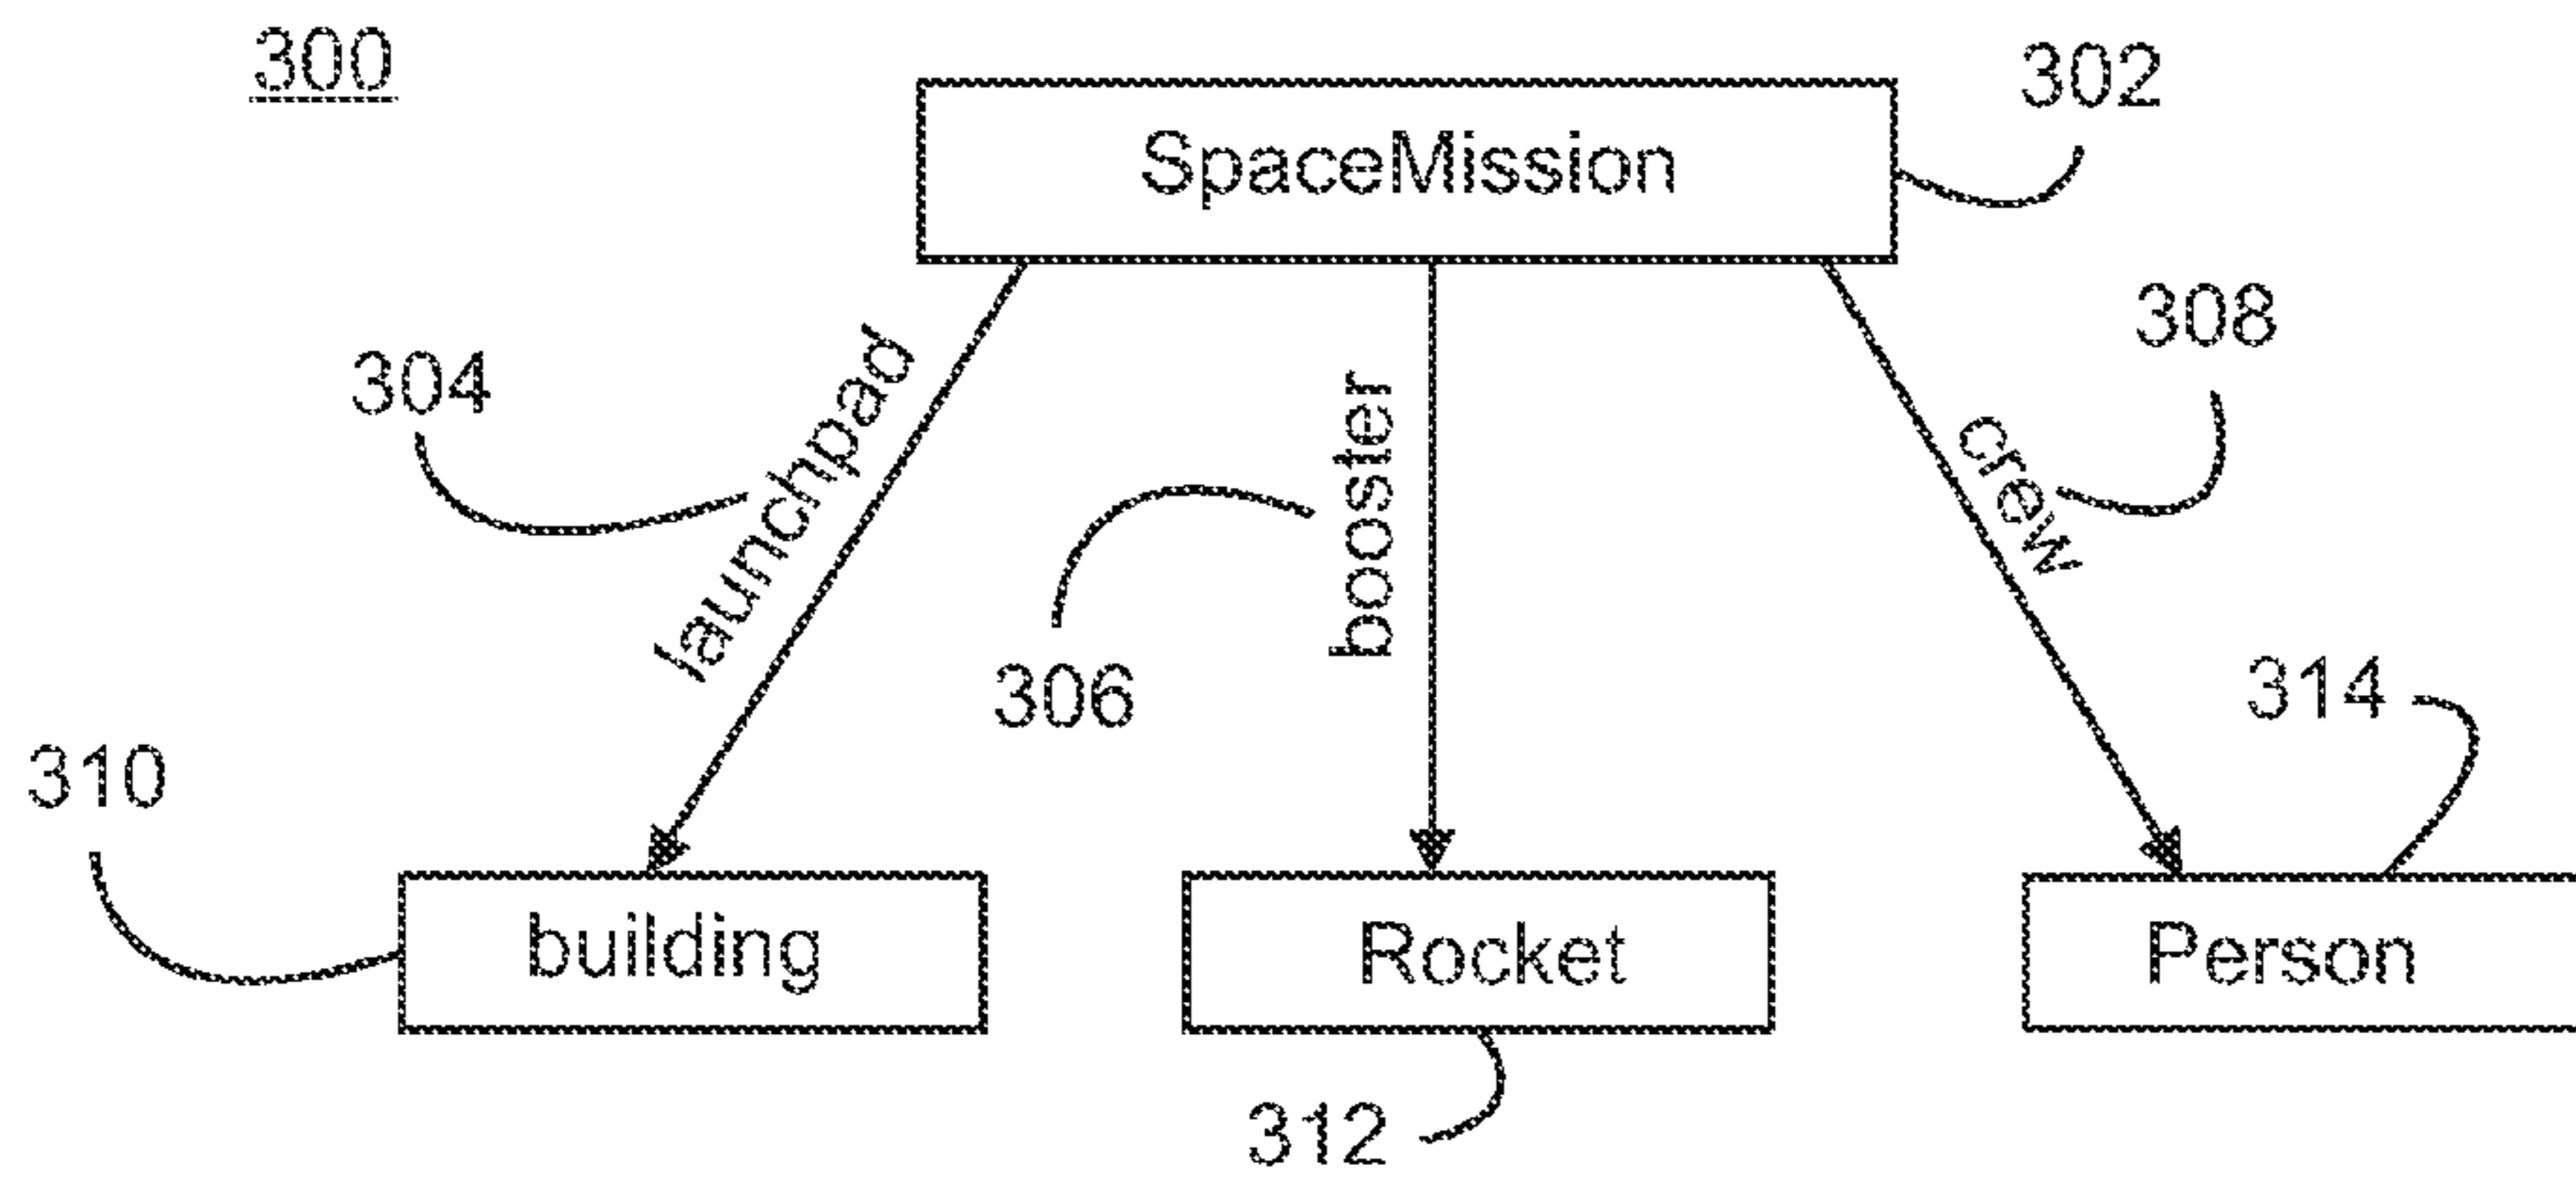 300
302
SpaceMission
308
304
launchpad
booster
crew
306
314
310
building
Rocket
Person
312